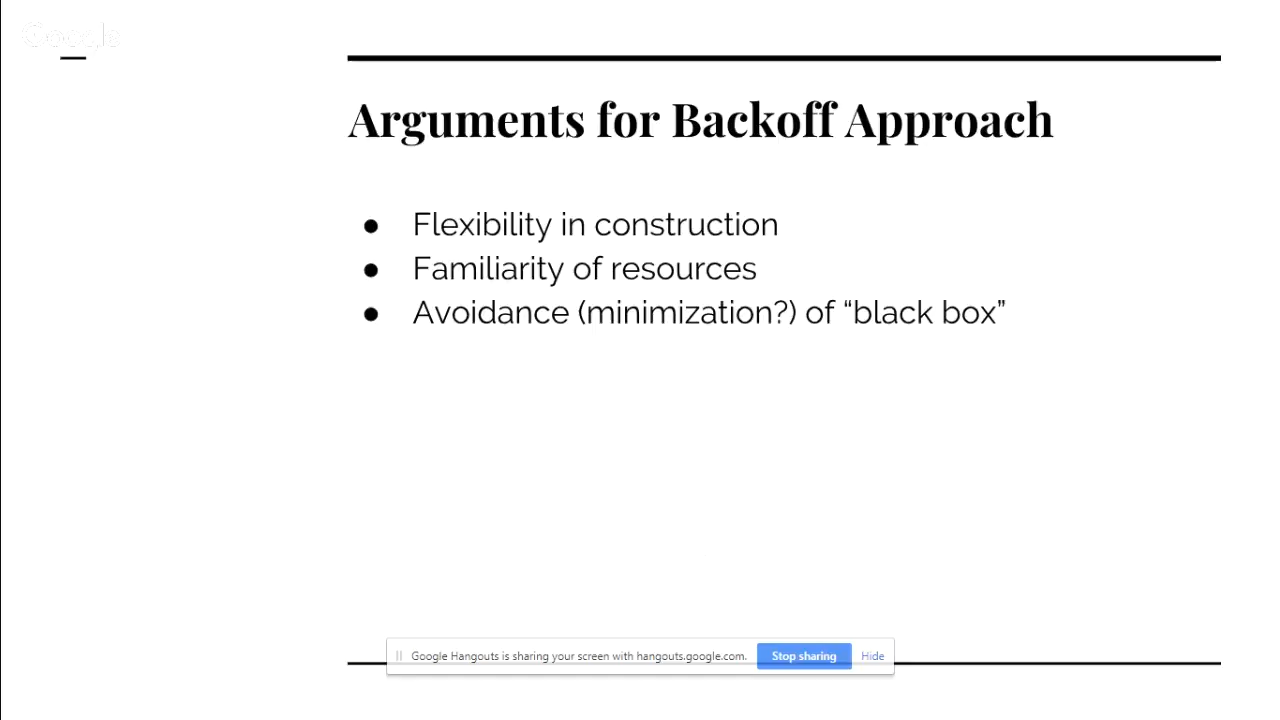 Google
Arguments for Backoff Approach
● Flexibility in construction
● Familiarity of resources
● Avoidance (minimization?) of “black box”
Google Hangouts is sharing your screen with hangouts.google.com. Stop sharing Hide